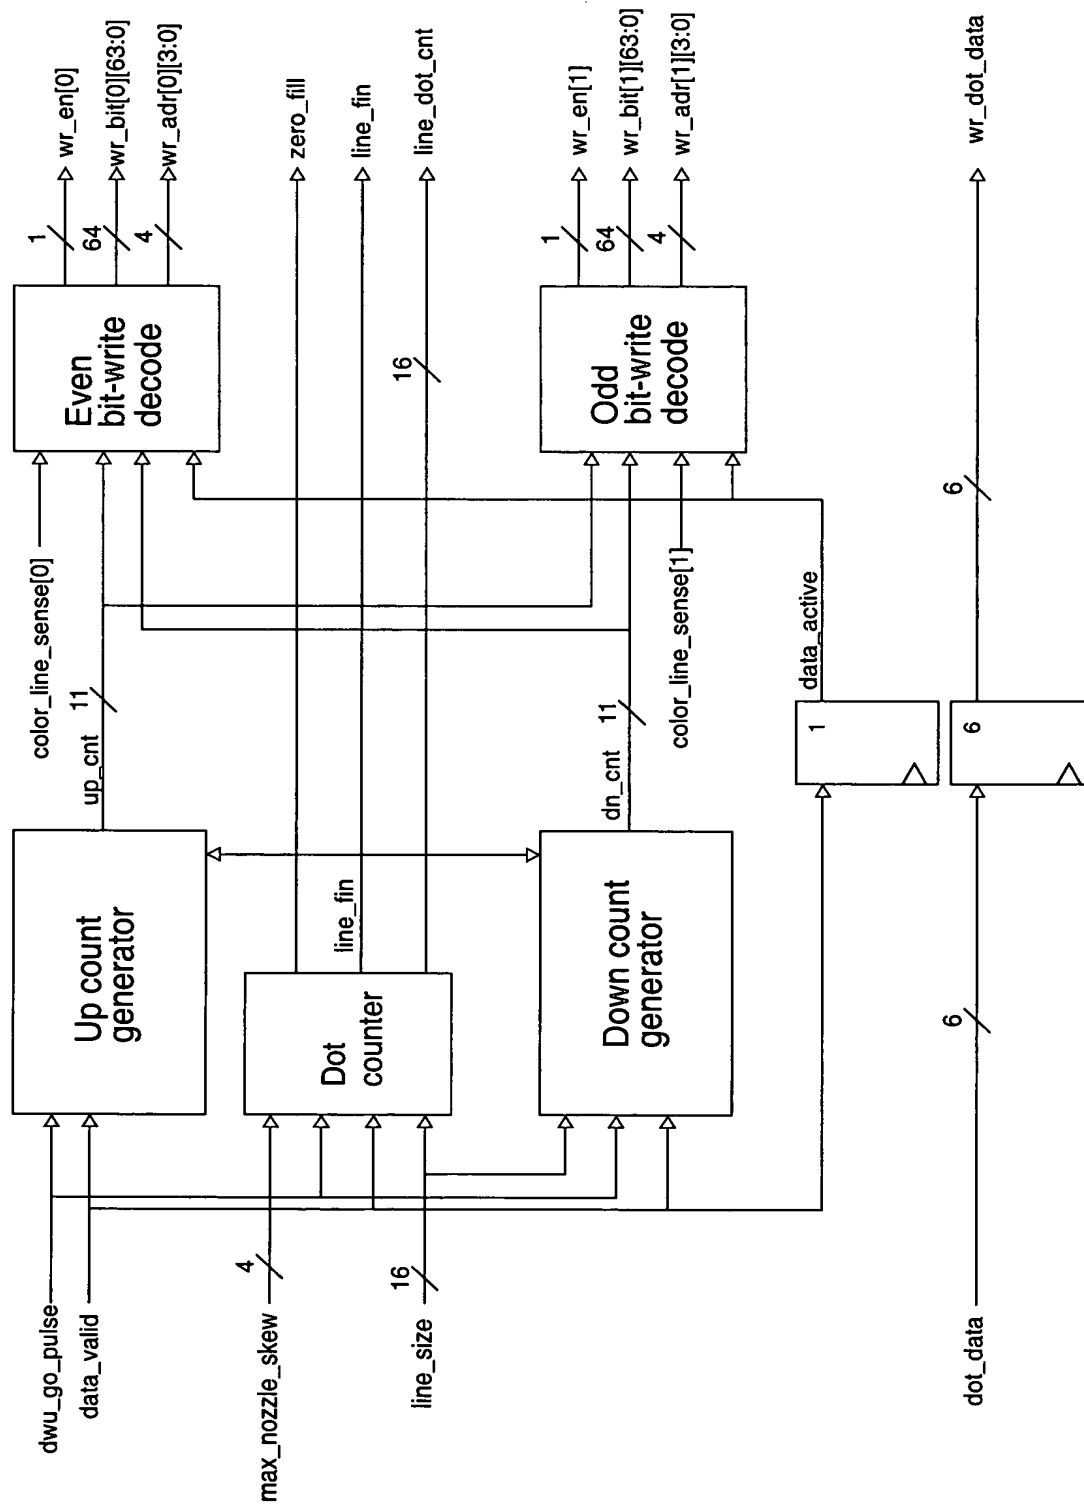 dwu_go_pulse
data_valid
max_nozzle_skew
4
line_size
16
dot_data
6
Up count
generator
Dot
counter
Down count
generator
up_cnt
11
line_fin
dn_cnt
11
1
6
color_line_sense[0]
color_line_sense[1]
data_active
6
Even
bit-write
decode
16
Odd
bit-write
decode
1
64
4
1
64
4
wr_en[0]
wr_bit[0][63:0]
wr_adr[0][3:0]
zero_fill
line_fin
line_dot_cnt
wr_en[1]
wr_bit[1][63:0]
wr_adr[1][3:0]
wr_dot_data